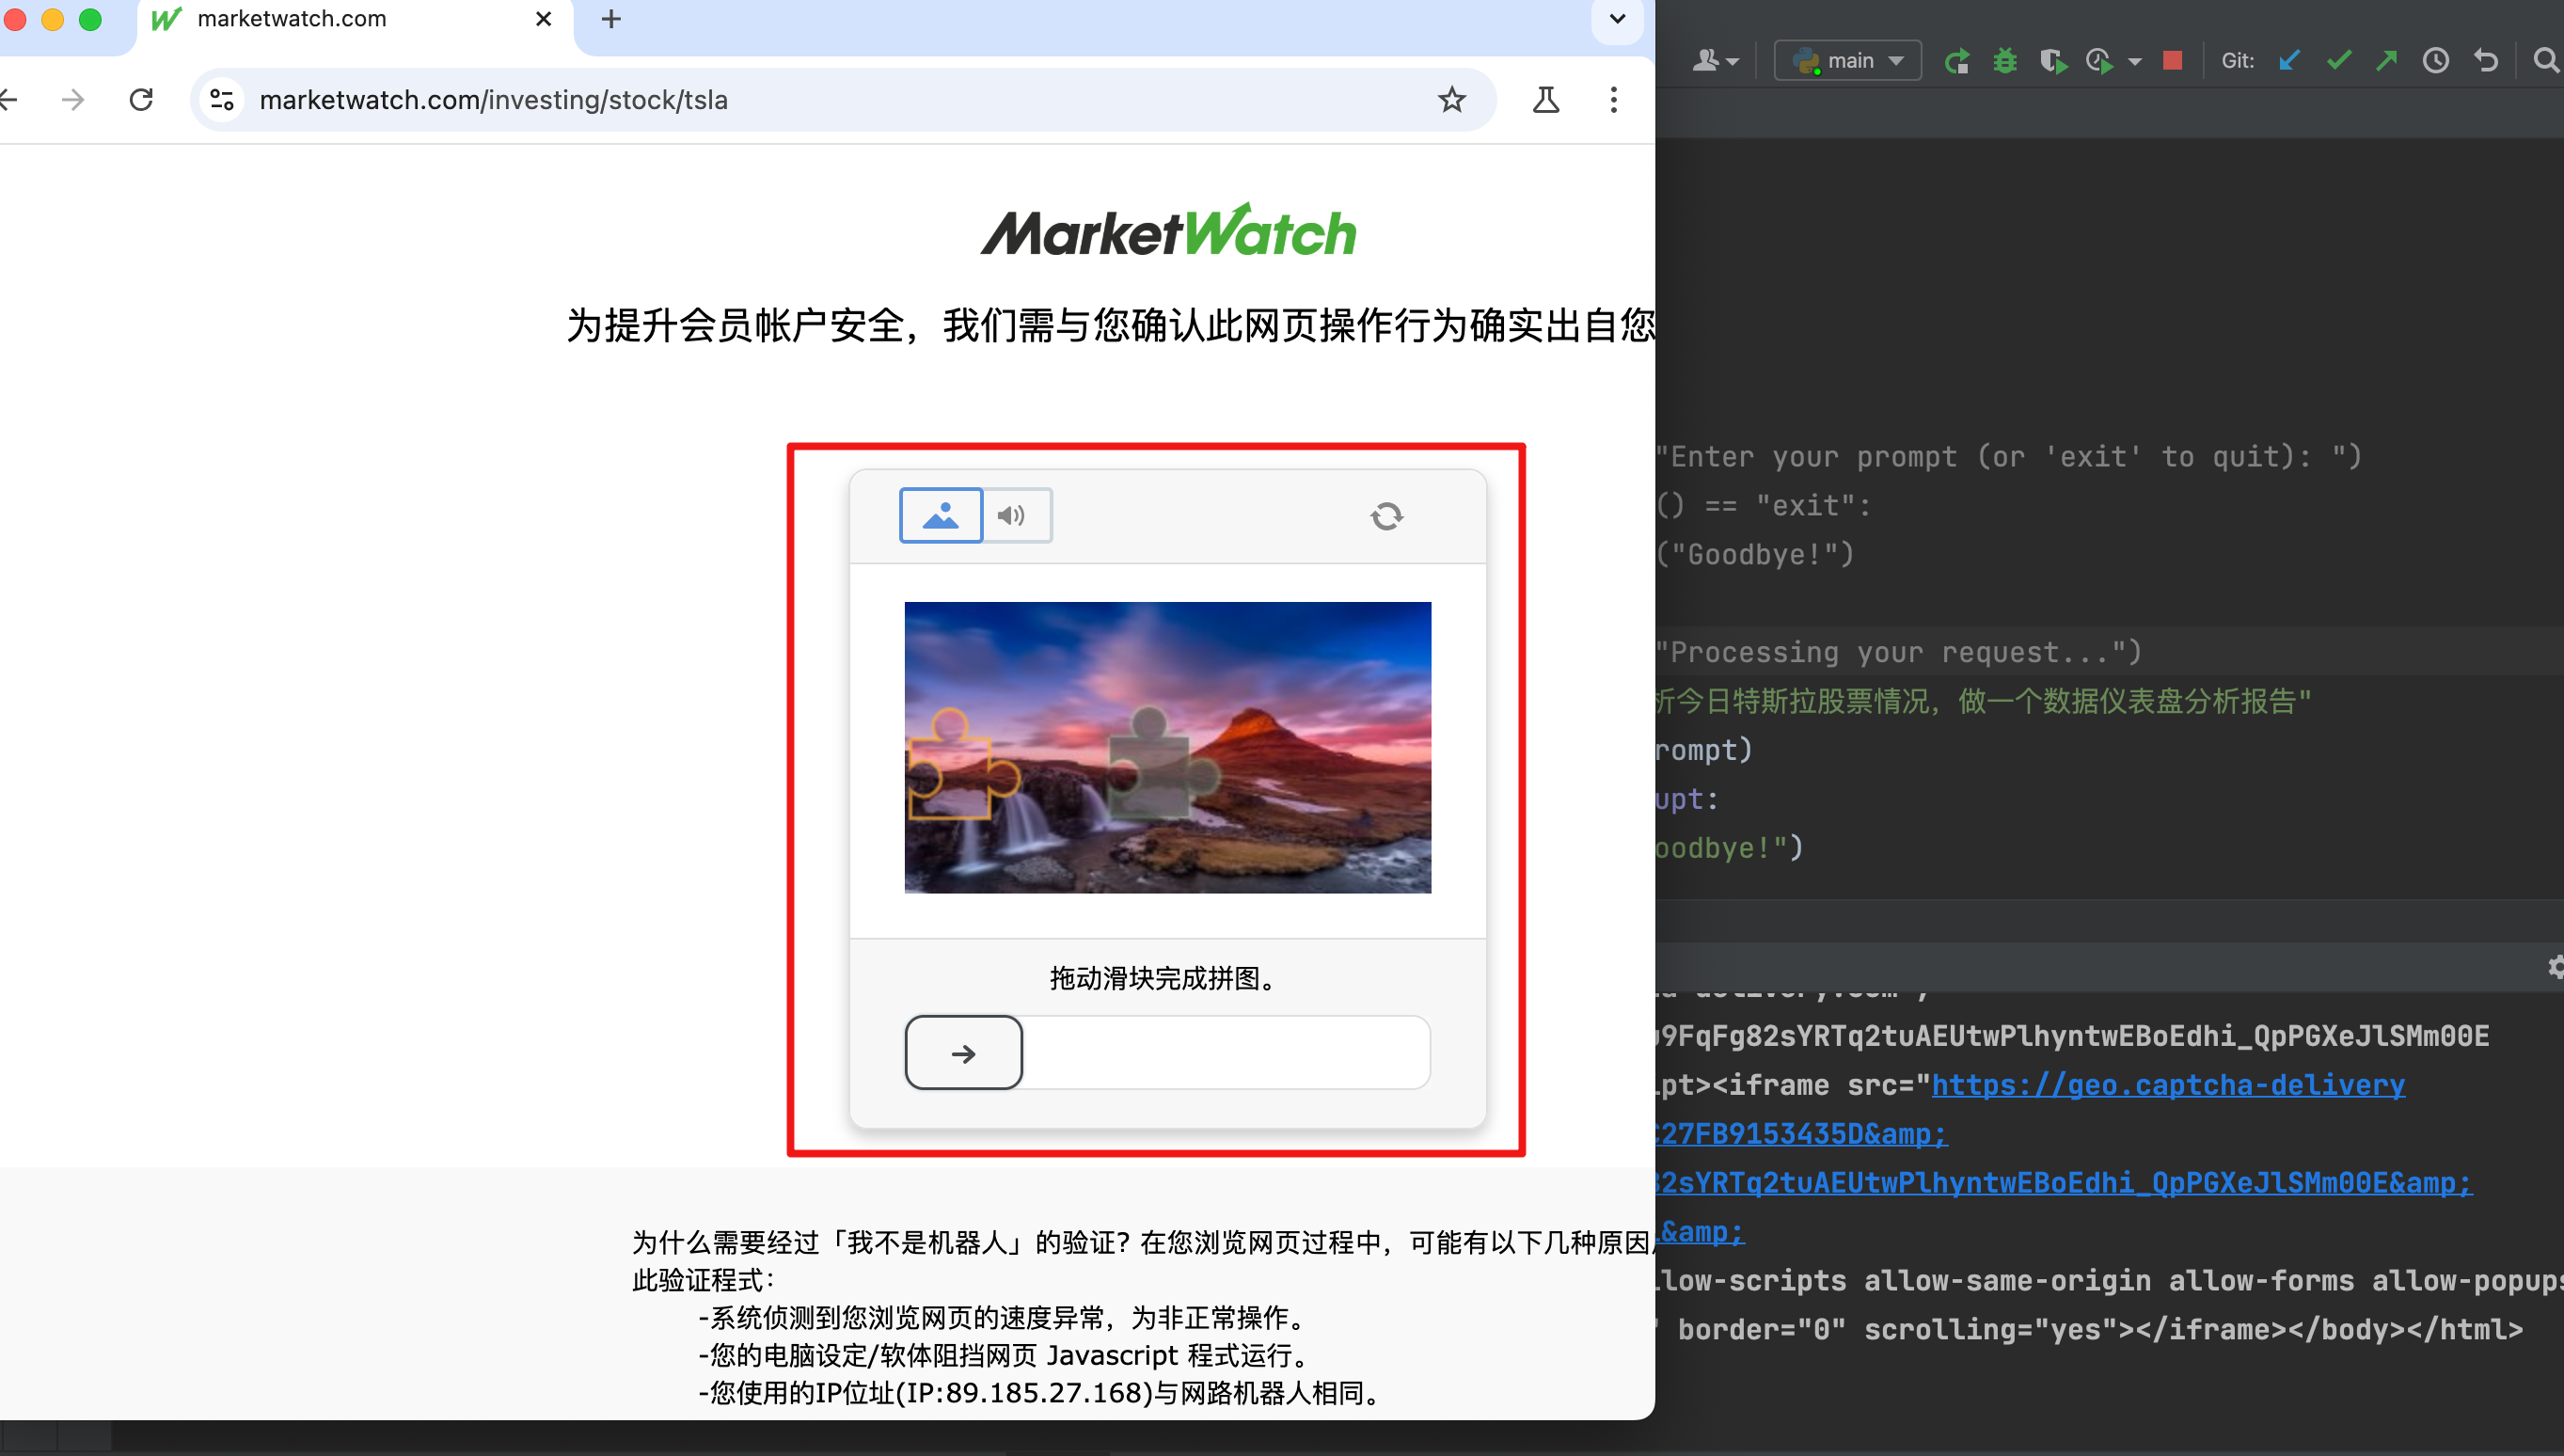 marketwatch.com
marketwatch.com/investing/stock/tsla
main
Git:
MarketWatch
为提升会员帐户安全，我们需与您确认此网页操作行为确实出自您
拖动滑块完成拼图。
为什么需要经过「我不是机器人」的验证？在您浏览网页过程中，可能有以下几种原因
此验证程式：
-系统侦测到您浏览网页的速度异常，为非正常操作。
-您的电脑设定/软体阻挡网页 Javascript 程式运行。
-您使用的IP位址(IP:89.185.27.168)与网路机器人相同。
"Enter your prompt (or 'exit' to quit): ")
() == "exit":
("Goodbye!")
"Processing your request...")
析今日特斯拉股票情况，做一个数据仪表盘分析报告"
rompt)
upt:
oodbye!")
9FqFg82sYRTq2tuAEUtwPlhyntwEBoEdhi_QpPGXeJlSMm00E
ipt><iframe src="https://geo.captcha-delivery
C27FB9153435D&amp;
32sYRTq2tuAEUtwPlhyntwEBoEdhi_QpPGXeJlSMm00E&amp;
&amp;
llow-scripts allow-same-origin allow-forms allow-popups
" border="0" scrolling="yes"></iframe></body></html>